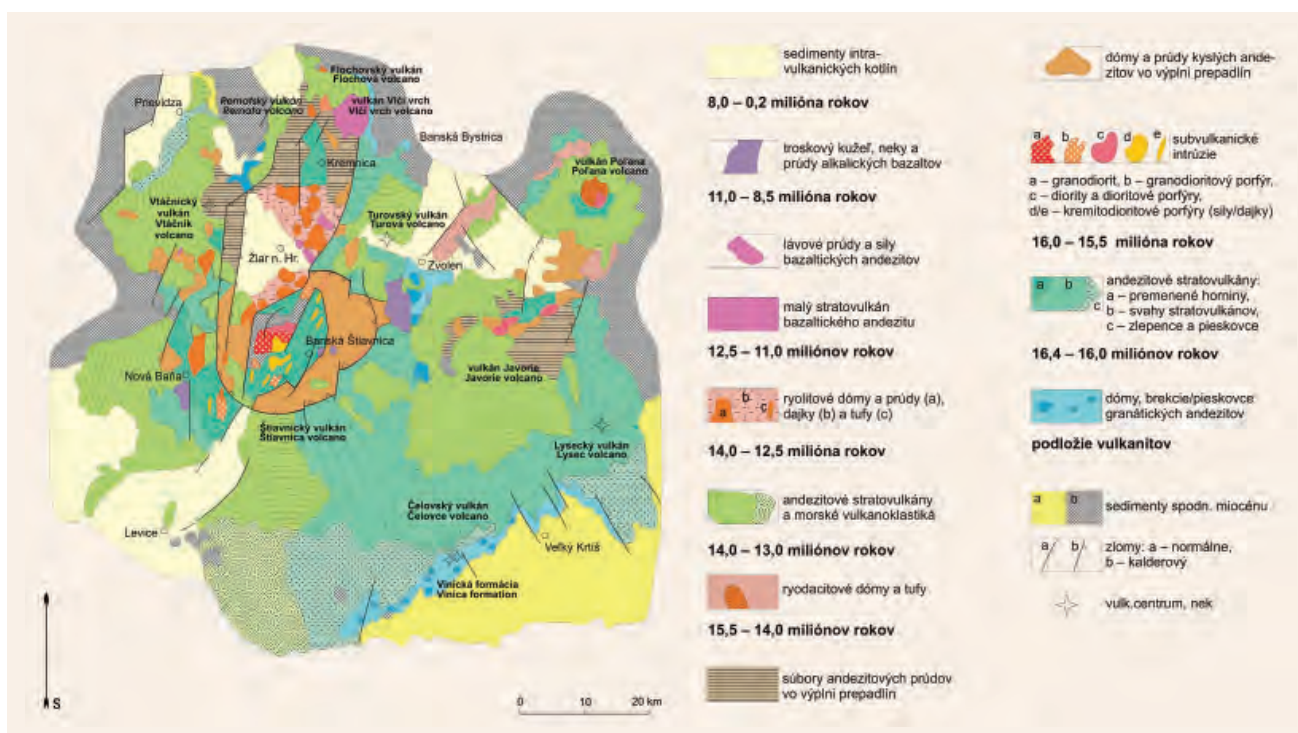 Flochovský vulkán
Flochová volcano
vulkán Vlčí vrch
Vlčí vrch volcano
Prievidza
Banská Bystrica
Kremnica
vulkán Poľana
Poľana volcano
Vtáčnický
vulkán
Vtáčnik
volcano
Turovský vulkán
Turová volcano
Žiar n. Hr.
Zvolen
Banská Štiavnica
Nová Baňa
vulkán Javorie
Javorie volcano
Štiavnický vulkán
Štiavnica volcano
Lysecký vulkán
Lysec volcano
Čelovský vulkán
Čelovce volcano
Levice
Veľký Krtíš
Vinická formácia
Vinica formation
S
0 10 20 km
sedimenty intra-
vulkanických kotlín
8,0 – 0,2 milióna rokov
troskový kužeľ, neky a
prúdy alkalických bazaltov
11,0 – 8,5 milióna rokov
lávové prúdy a sily
bazaltických andezitov
malý stratovulkán
bazaltického andezitu
12,5 – 11,0 miliónov rokov
a b c
ryolitové dómy a prúdy (a),
dajky (b) a tufy (c)
14,0 – 12,5 milióna rokov
andezitové stratovulkány
a morské vulkanoklastiká
14,0 – 13,0 miliónov rokov
ryodacitové dómy a tufy
15,5 – 14,0 miliónov rokov
súbory andezitových prúdov
vo výplni prepadlín
dómy a prúdy kyslých ande-
zitov vo výplni prepadlín
a b c d e
subvulkanické
intrúzie
a – granodiorit, b – granodioritový porfýr,
c – diority a dioritové porfýry,
d/e – kremitodioritové porfýry (sily/dajky)
16,0 – 15,5 milióna rokov
a b c
andezitové stratovulkány:
a – premenené horniny,
b – svahy stratovulkánov,
c – zlepence a pieskovce
16,4 – 16,0 miliónov rokov
dómy, brekcie/pieskovce
granátických andezitov
podložie vulkanitov
a b
sedimenty spodn. miocénu
a b
zlomy: a – normálne,
b – kalderový
vulk.centrum, nek